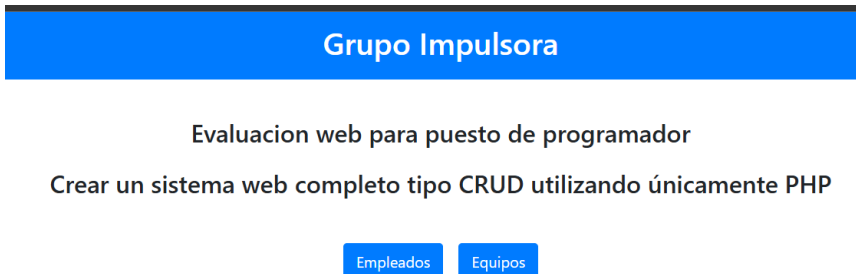 Grupo Impulsora
Evaluacion web para puesto de programador
Crear un sistema web completo tipo CRUD utilizando únicamente PHP
Empleados Equipos